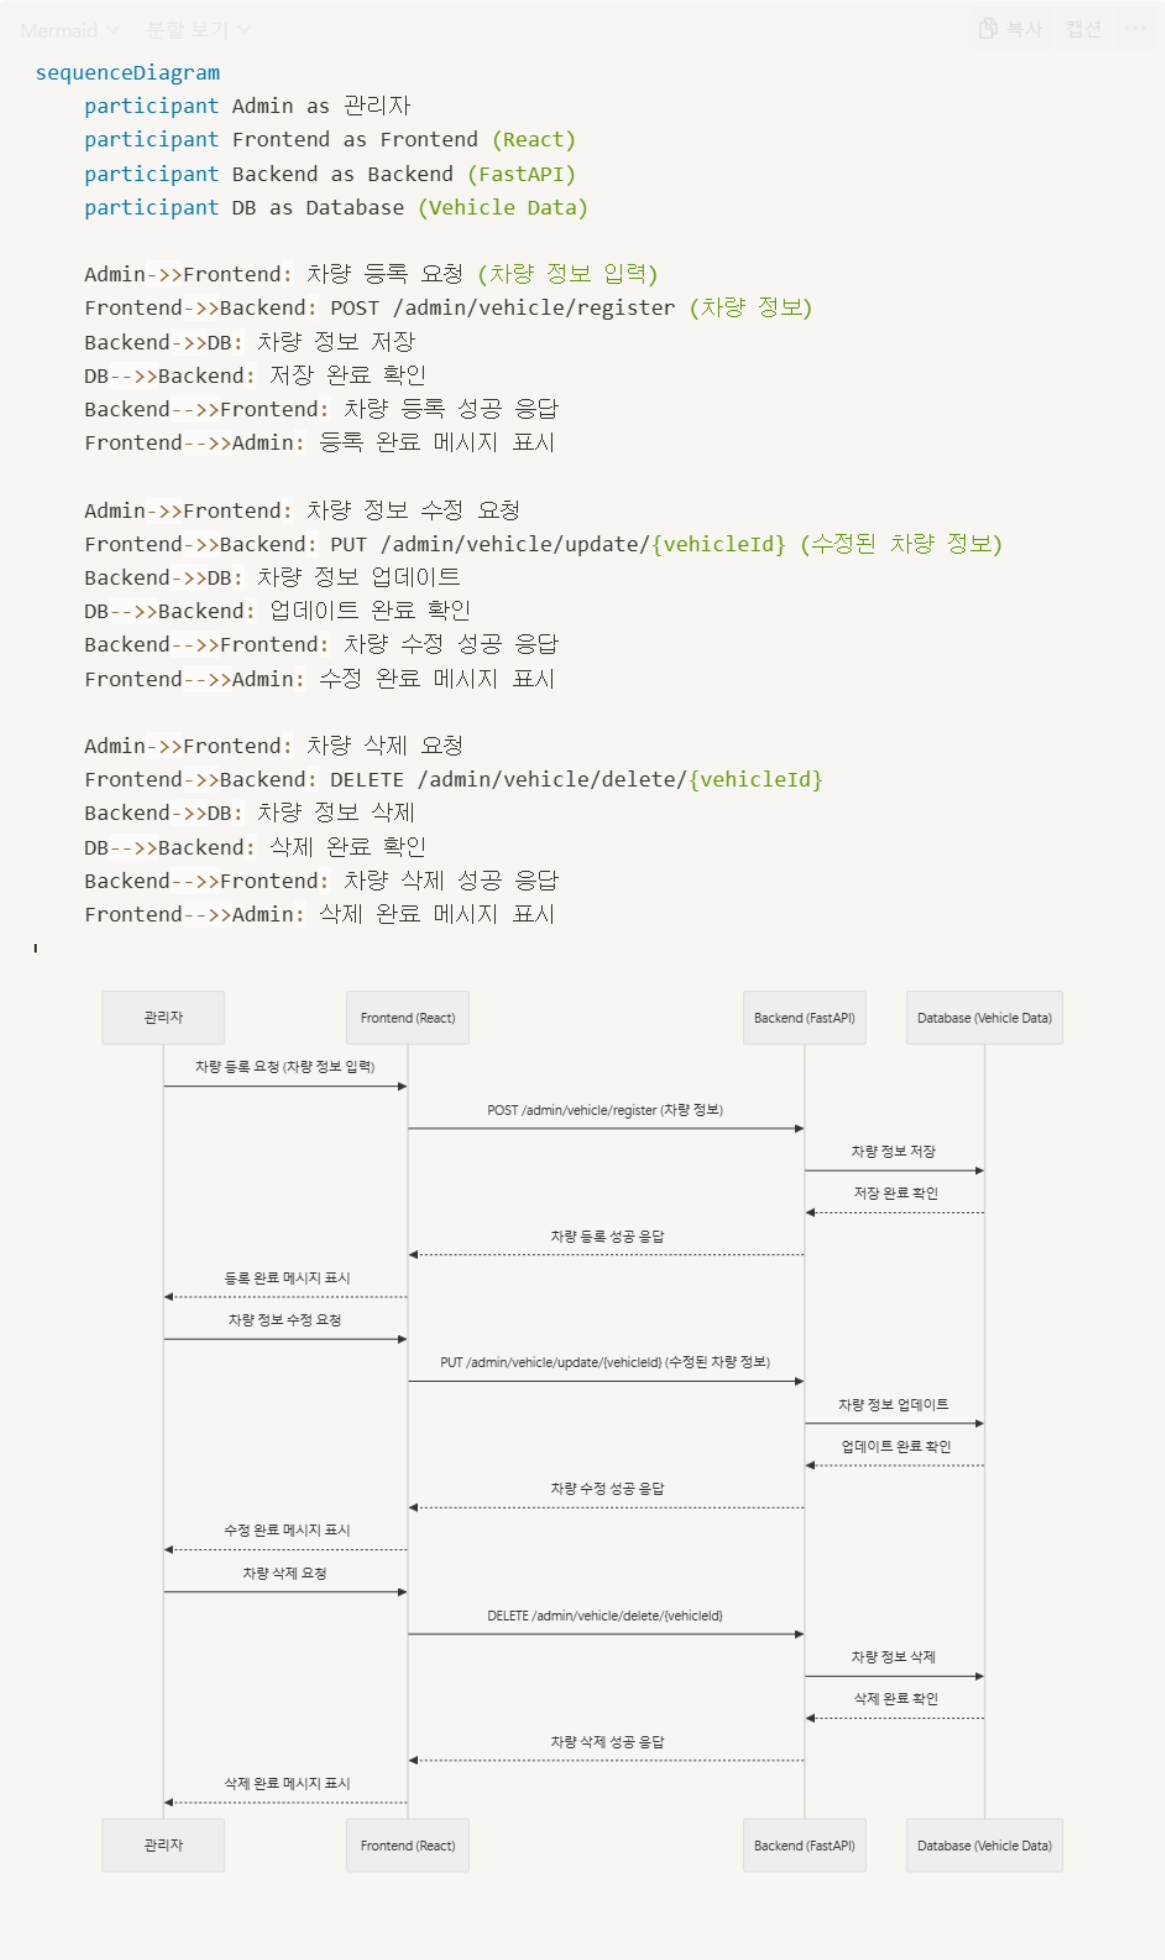 Mermaid 분할 보기 복사 캡션
sequenceDiagram
participant Admin as 관리자
participant Frontend as Frontend (React)
participant Backend as Backend (FastAPI)
participant DB as Database (Vehicle Data)
Admin->>Frontend: 차량 등록 요청 (차량 정보 입력)
Frontend->>Backend: POST /admin/vehicle/register (차량 정보)
Backend->>DB: 차량 정보 저장
DB-->>Backend: 저장 완료 확인
Backend-->>Frontend: 차량 등록 성공 응답
Frontend-->>Admin: 등록 완료 메시지 표시
Admin->>Frontend: 차량 정보 수정 요청
Frontend->>Backend: PUT /admin/vehicle/update/{vehicleId} (수정된 차량 정보)
Backend->>DB: 차량 정보 업데이트
DB-->>Backend: 업데이트 완료 확인
Backend-->>Frontend: 차량 수정 성공 응답
Frontend-->>Admin: 수정 완료 메시지 표시
Admin->>Frontend: 차량 삭제 요청
Frontend->>Backend: DELETE /admin/vehicle/delete/{vehicleId}
Backend->>DB: 차량 정보 삭제
DB-->>Backend: 삭제 완료 확인
Backend-->>Frontend: 차량 삭제 성공 응답
Frontend-->>Admin: 삭제 완료 메시지 표시
관리자 Frontend (React) Backend (FastAPI) Database (Vehicle Data)
차량 등록 요청 (차량 정보 입력)
POST /admin/vehicle/register (차량 정보)
차량 정보 저장
저장 완료 확인
차량 등록 성공 응답
등록 완료 메시지 표시
차량 정보 수정 요청
PUT /admin/vehicle/update/{vehicleId} (수정된 차량 정보)
차량 정보 업데이트
업데이트 완료 확인
차량 수정 성공 응답
수정 완료 메시지 표시
차량 삭제 요청
DELETE /admin/vehicle/delete/{vehicleId}
차량 정보 삭제
삭제 완료 확인
차량 삭제 성공 응답
삭제 완료 메시지 표시
관리자 Frontend (React) Backend (FastAPI) Database (Vehicle Data)